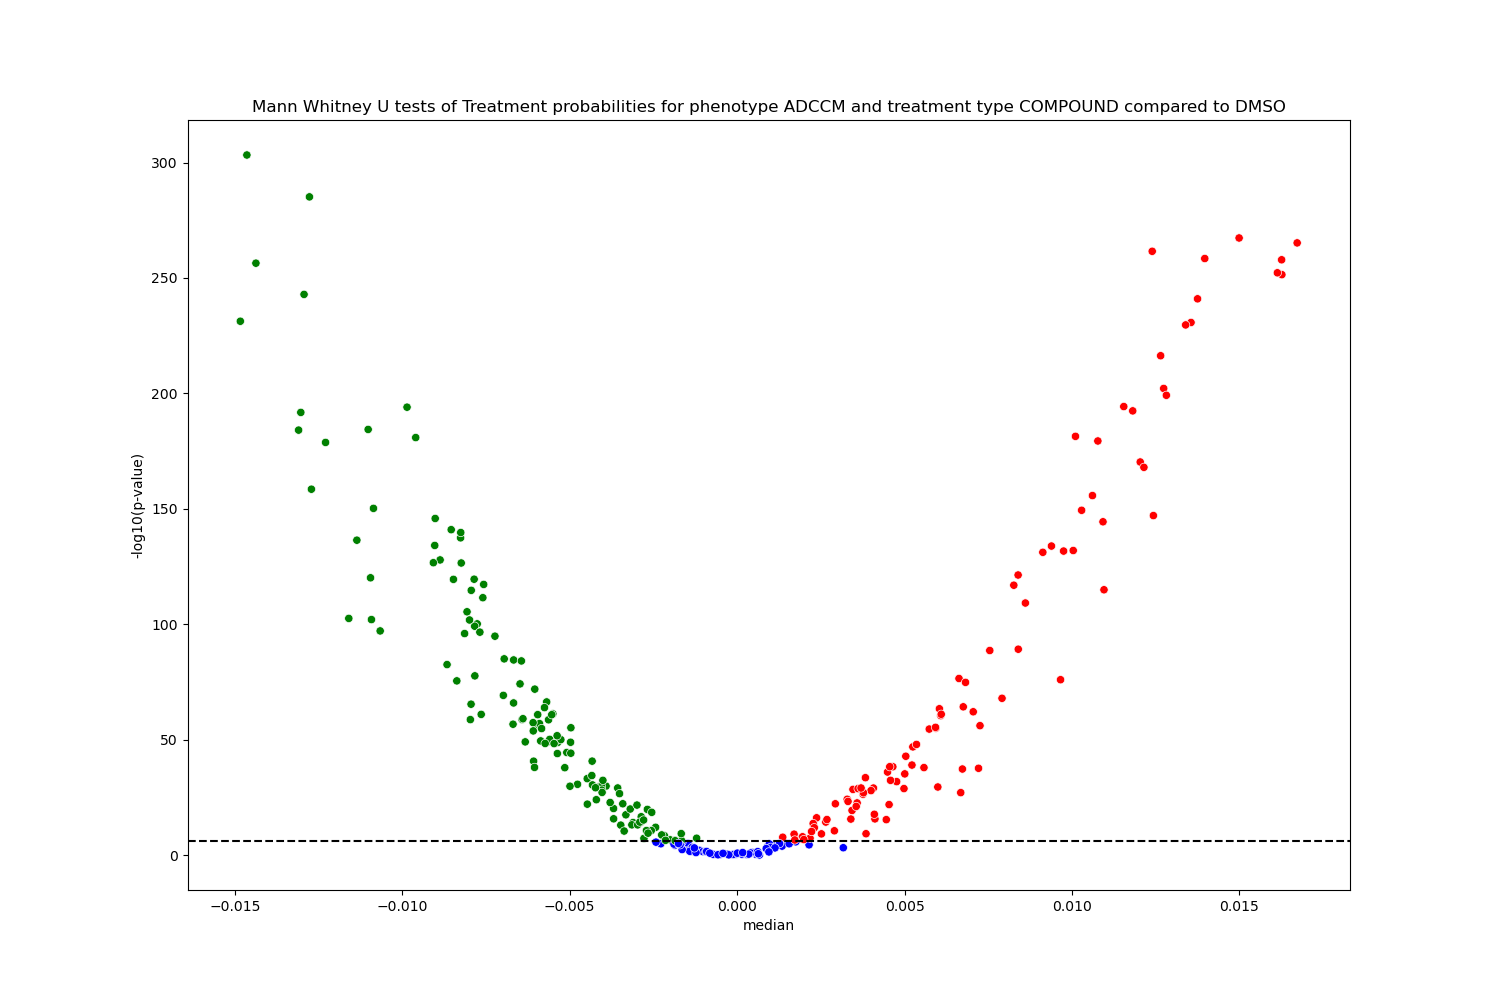 Mann Whitney U tests of Treatment probabilities for phenotype ADCCM and treatment type COMPOUND compared to DMSO
300
250
200
150
100
50
0
-log10(p-value)
−0.015 −0.010 −0.005 0.000 0.005 0.010 0.015
median